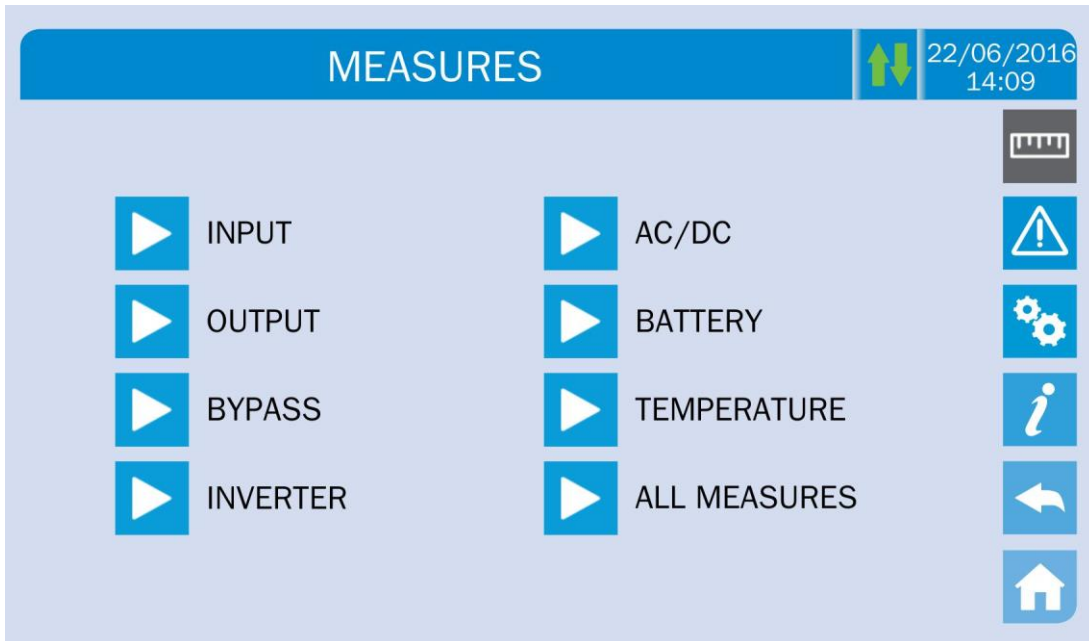 MEASURES
22/06/2016
14:09
INPUT
AC/DC
OUTPUT
BATTERY
BYPASS
TEMPERATURE
INVERTER
ALL MEASURES